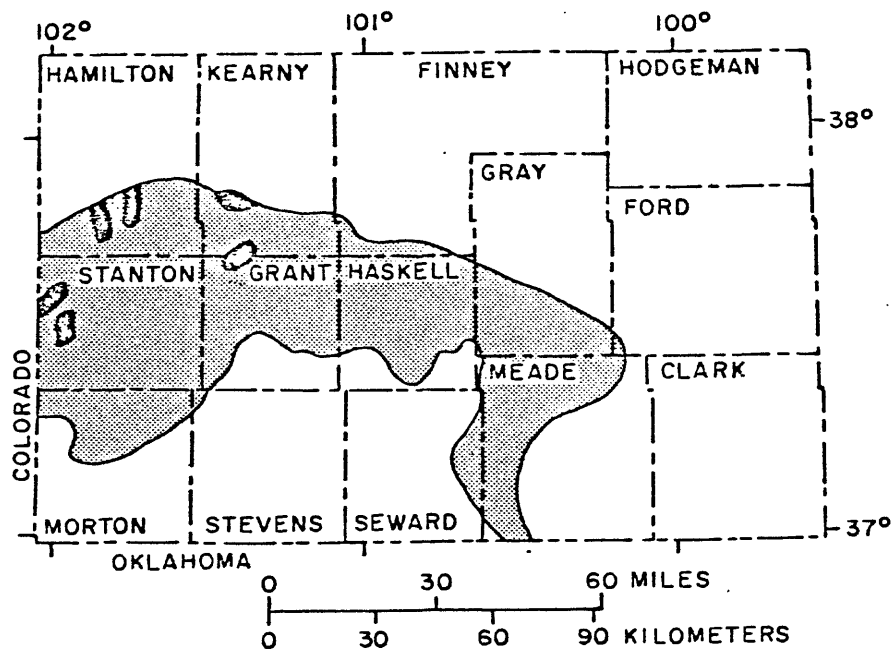 102° 101° 100°
HAMILTON KEARNY FINNEY HODGEMAN
38°
GRAY
FORD
STANTON GRANT HASKELL
MEADE CLARK
COLORADO
MORTON STEVENS SEWARD
37°
OKLAHOMA
0 30 60 MILES
0 30 60 90 KILOMETERS